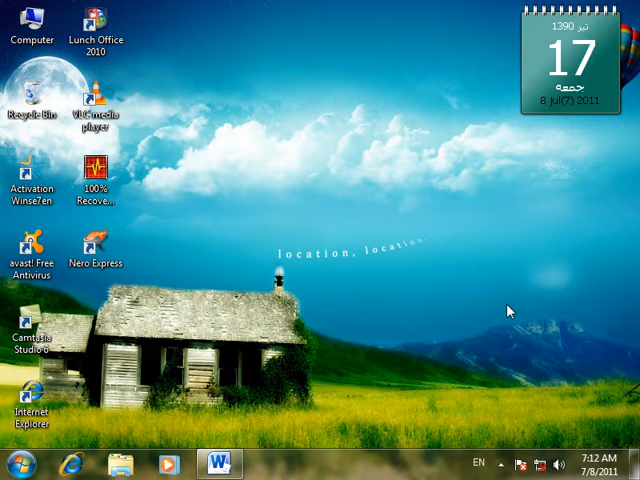 Computer
Lunch Office
2010
Recycle Bin
VLC media
player
Activation
Winse7en
100%
Recove...
avast! Free
Antivirus
Nero Express
Camtasia
Studio 6
Internet
Explorer
تیر 1390
17
جمعه
8 jul(7) 2011
location, location..
EN
7:12 AM
7/8/2011